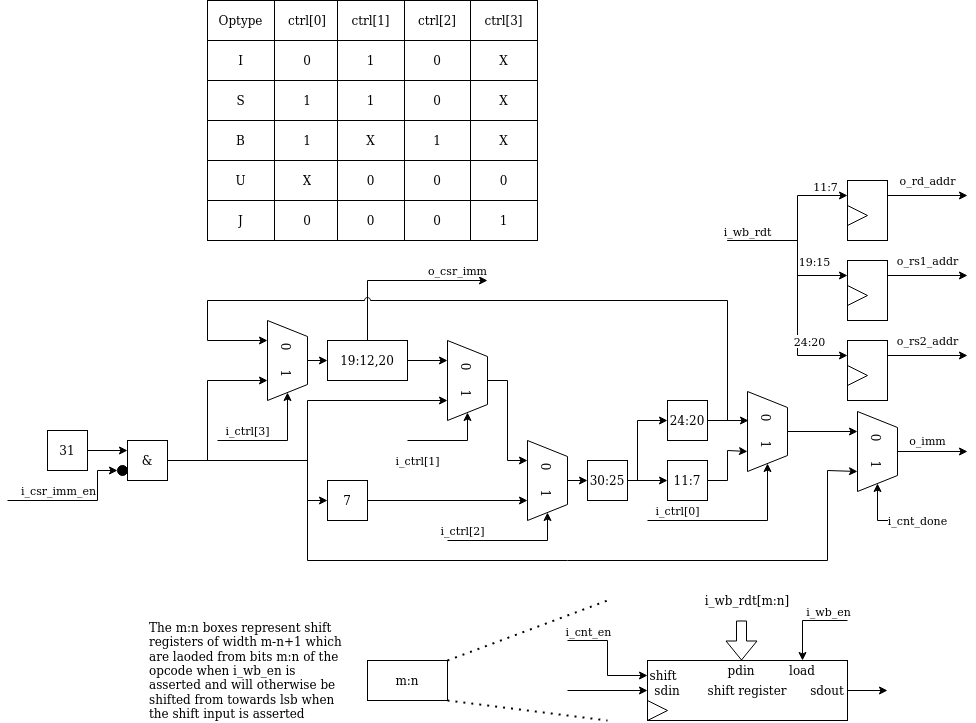 Optype ctrl[0] ctrl[1] ctrl[2] ctrl[3]
I 0 1 0 X
S 1 1 0 X
B 1 X 1 X
U X 0 0 0
J 0 0 0 1
11:7
o_rd_addr
i_wb_rdt
19:15
o_rs1_addr
24:20
o_rs2_addr
o_csr_imm
0
1
19:12,20
i_ctrl[3]
0
1
i_ctrl[1]
31
&
i_csr_imm_en
7
0
1
i_ctrl[2]
30:25
24:20
11:7
0
1
i_ctrl[0]
0
1
o_imm
i_cnt_done
The m:n boxes represent shift
registers of width m-n+1 which
are laoded from bits m:n of the
opcode when i_wb_en is
asserted and will otherwise be
shifted from towards lsb when
the shift input is asserted
m:n
i_cnt_en
i_wb_rdt[m:n]
i_wb_en
shift
pdin
load
sdin
shift register
sdout